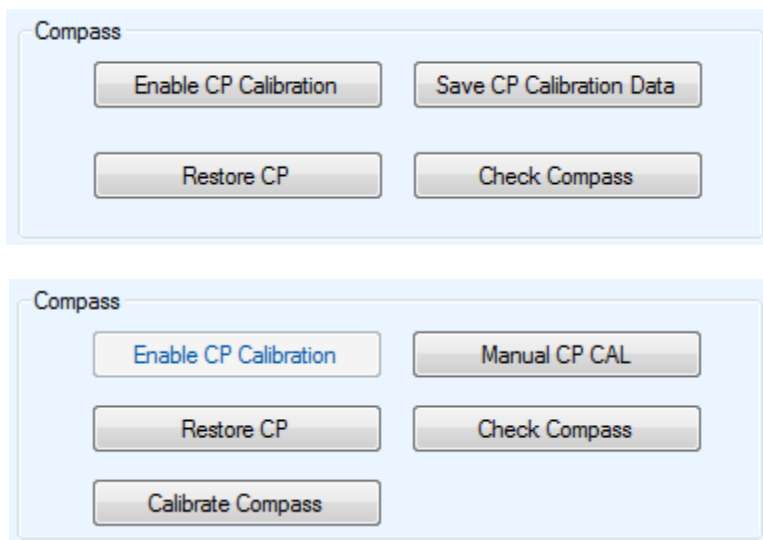 Compass
Enable CP Calibration Save CP Calibration Data
Restore CP Check Compass
Compass
Enable CP Calibration Manual CP CAL
Restore CP Check Compass
Calibrate Compass